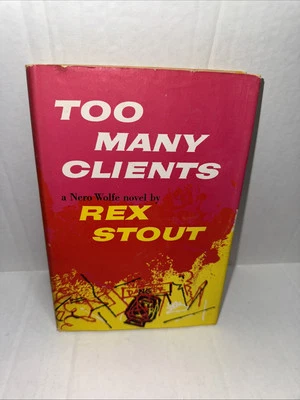 TOO
MANY
CLIENTS
a Nero Wolfe novel by
REX
STOUT